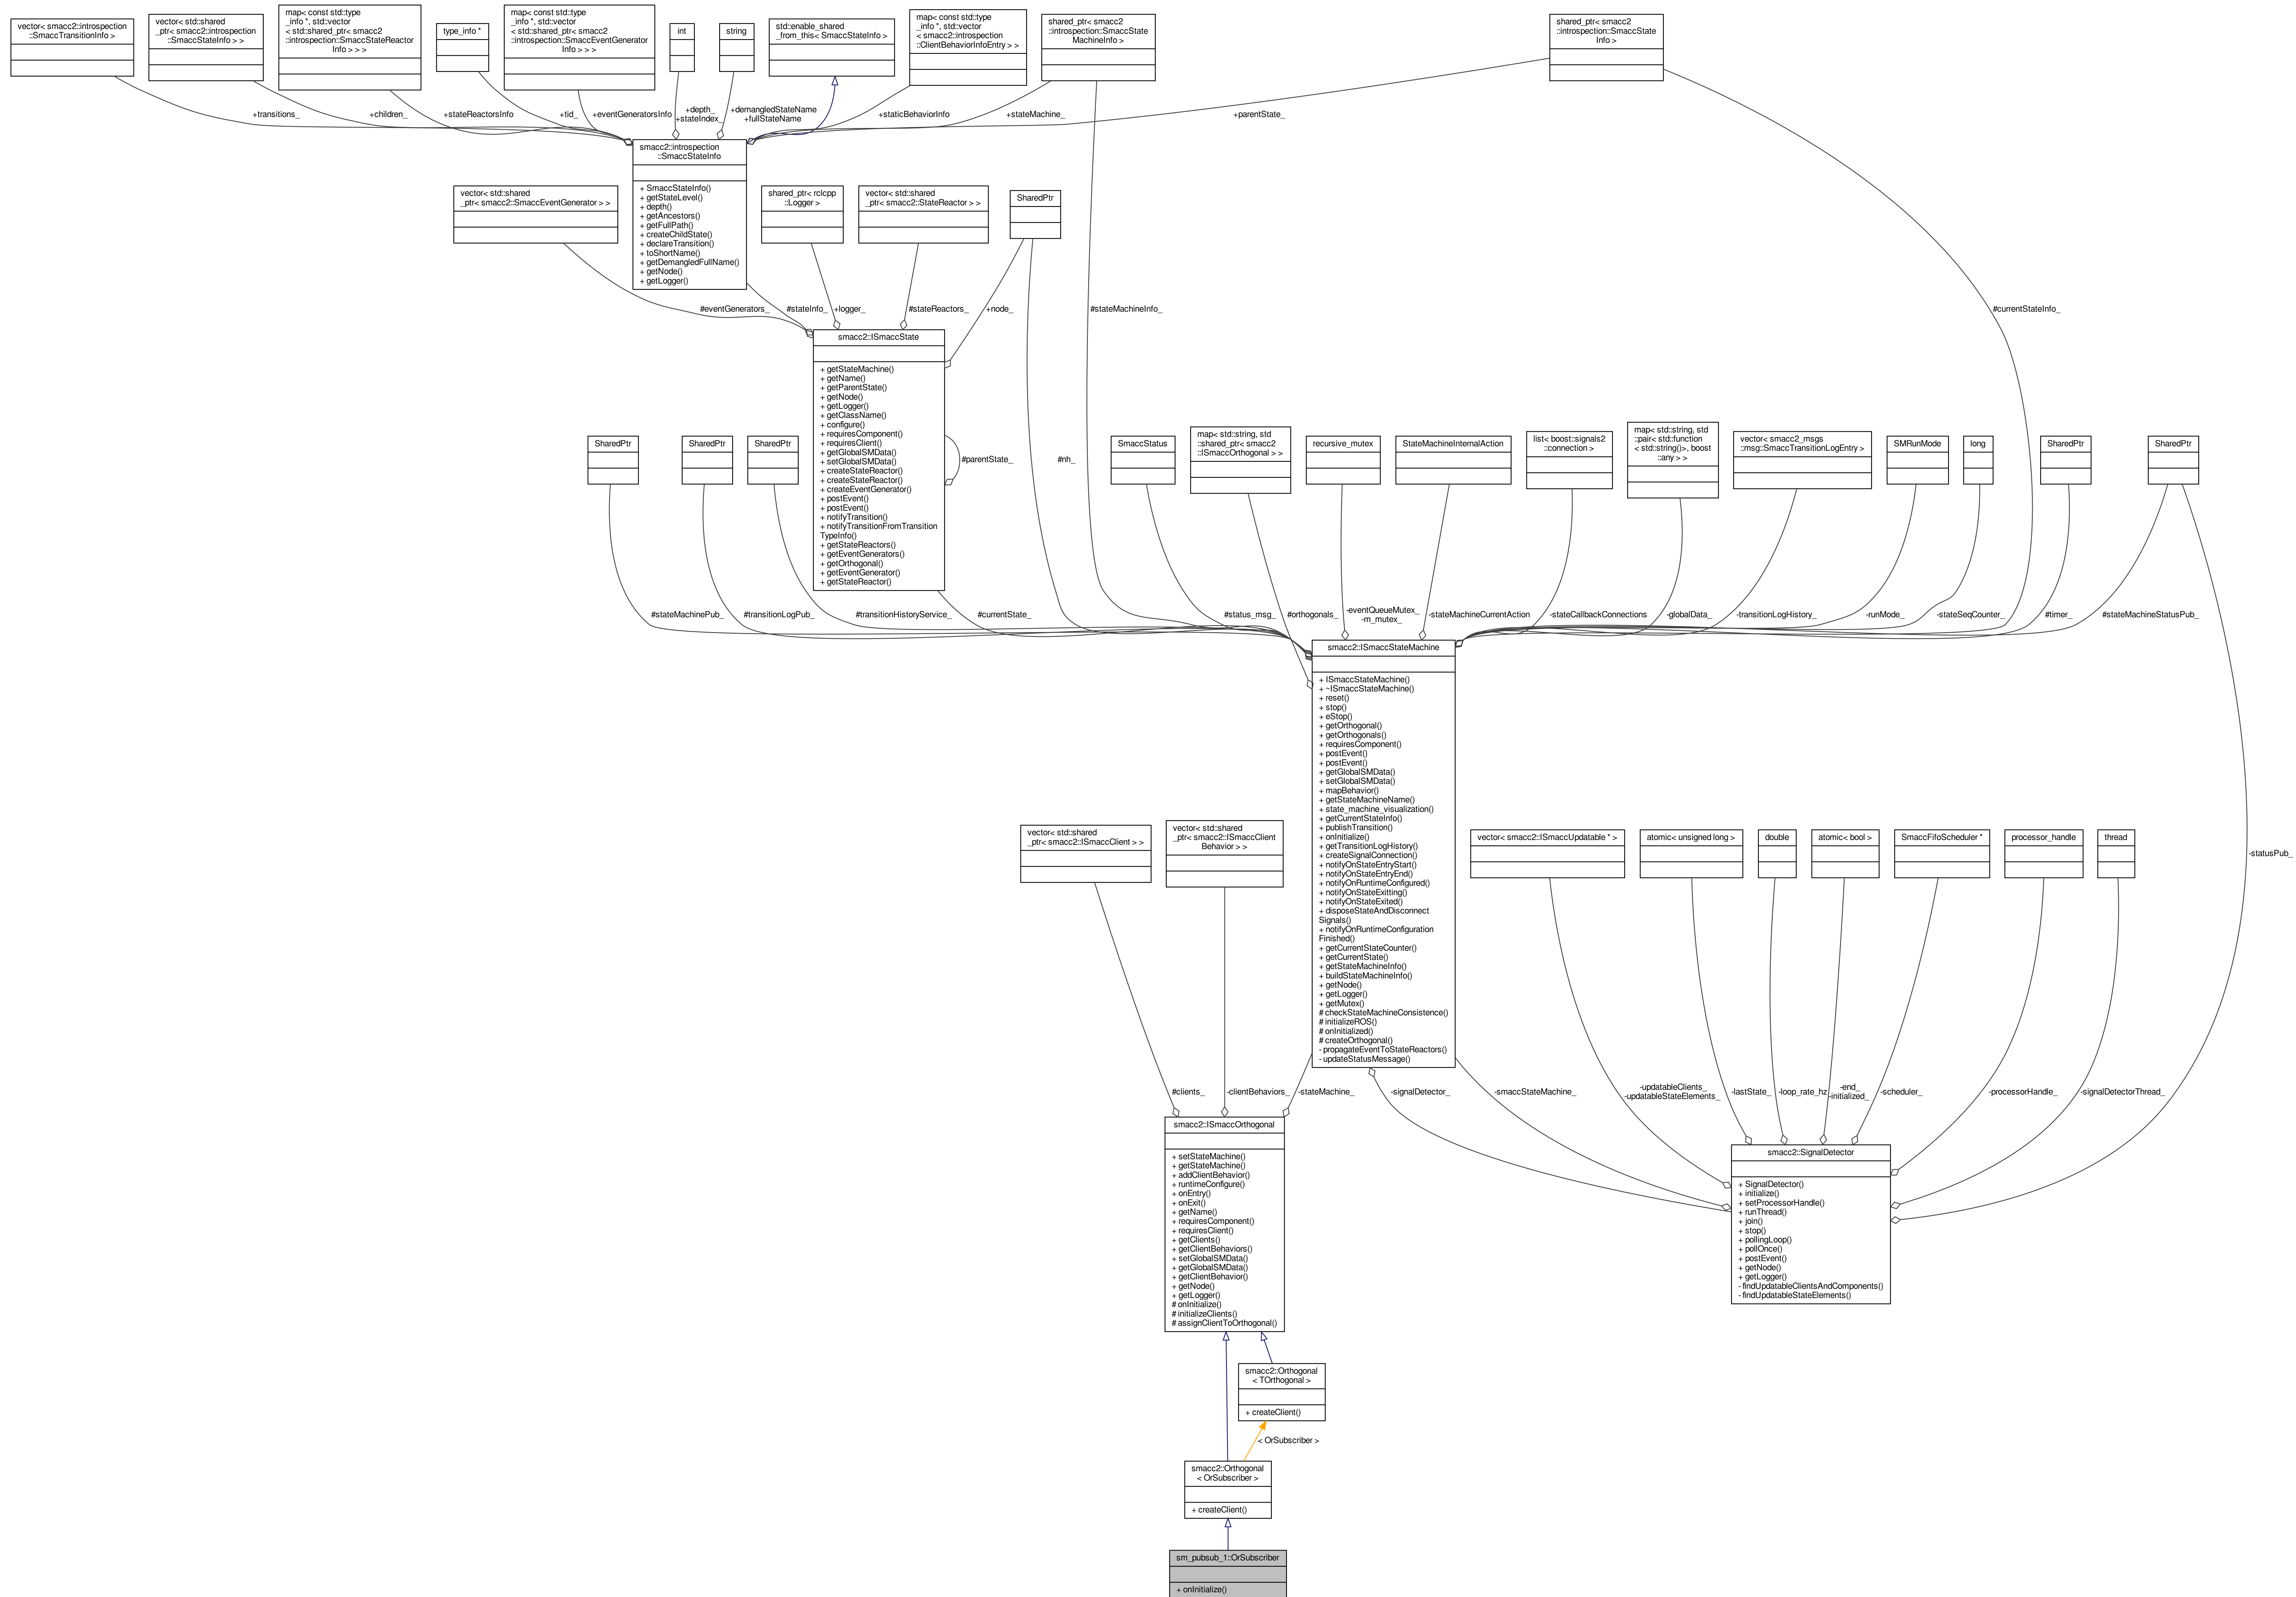 vector< smacc2::introspection
::SmaccTransitionInfo >
vector< std::shared
_ptr< smacc2::introspection
::SmaccStateInfo > >
map< const std::type
_info *, std::vector
< std::shared_ptr< smacc2
::introspection::SmaccStateReactor
Info > > >
type_info *
map< const std::type
_info *, std::vector
< std::shared_ptr< smacc2
::introspection::SmaccEventGenerator
Info > > >
int
string
std::enable_shared
_from_this< SmaccStateInfo >
map< const std::type
_info *, std::vector
< smacc2::introspection
::ClientBehaviorInfoEntry > >
shared_ptr< smacc2
::introspection::SmaccState
MachineInfo >
shared_ptr< smacc2
::introspection::SmaccState
Info >
+transitions_
+children_
+stateReactorsInfo
+tid_
+eventGeneratorsInfo
+depth_
+stateIndex_
+demangledStateName
+fullStateName
+staticBehaviorInfo
+stateMachine_
+parentState_
smacc2::introspection
::SmaccStateInfo
+ SmaccStateInfo()
+ getStateLevel()
+ depth()
+ getAncestors()
+ getFullPath()
+ createChildState()
+ declareTransition()
+ toShortName()
+ getDemangledFullName()
+ getNode()
+ getLogger()
vector< std::shared
_ptr< smacc2::SmaccEventGenerator > >
shared_ptr< rclcpp
::Logger >
vector< std::shared
_ptr< smacc2::StateReactor > >
SharedPtr
#eventGenerators_
#stateInfo_
+logger_
#stateReactors_
+node_
#stateMachineInfo_
#currentStateInfo_
smacc2::ISmaccState
+ getStateMachine()
+ getName()
+ getParentState()
+ getNode()
+ getLogger()
+ getClassName()
+ configure()
+ requiresComponent()
+ requiresClient()
+ getGlobalSMData()
+ setGlobalSMData()
+ createStateReactor()
+ createStateReactor()
+ createEventGenerator()
+ postEvent()
+ postEvent()
+ notifyTransition()
+ notifyTransitionFromTransition
TypeInfo()
+ getStateReactors()
+ getEventGenerators()
+ getOrthogonal()
+ getEventGenerator()
+ getStateReactor()
#parentState_
#nh_
SharedPtr
SharedPtr
SharedPtr
SmaccStatus
map< std::string, std
::shared_ptr< smacc2
::ISmaccOrthogonal > >
recursive_mutex
StateMachineInternalAction
list< boost::signals2
::connection >
map< std::string, std
::pair< std::function
< std::string()>, boost
::any > >
vector< smacc2_msgs
::msg::SmaccTransitionLogEntry >
SMRunMode
long
SharedPtr
SharedPtr
#stateMachinePub_
#transitionLogPub_
#transitionHistoryService_
#currentState_
#status_msg_
#orthogonals_
-eventQueueMutex_
-m_mutex_
-stateMachineCurrentAction
-stateCallbackConnections
-globalData_
-transitionLogHistory_
-runMode_
-stateSeqCounter_
#timer_
#stateMachineStatusPub_
smacc2::ISmaccStateMachine
+ ISmaccStateMachine()
+ ~ISmaccStateMachine()
+ reset()
+ stop()
+ eStop()
+ getOrthogonal()
+ getOrthogonals()
+ requiresComponent()
+ postEvent()
+ postEvent()
+ getGlobalSMData()
+ setGlobalSMData()
+ mapBehavior()
+ getStateMachineName()
+ state_machine_visualization()
+ getCurrentStateInfo()
+ publishTransition()
+ onInitialize()
+ getTransitionLogHistory()
+ createSignalConnection()
+ notifyOnStateEntryStart()
+ notifyOnStateEntryEnd()
+ notifyOnRuntimeConfigured()
+ notifyOnStateExitting()
+ notifyOnStateExited()
+ disposeStateAndDisconnect
Signals()
+ notifyOnRuntimeConfiguration
Finished()
+ getCurrentStateCounter()
+ getCurrentState()
+ getStateMachineInfo()
+ buildStateMachineInfo()
+ getNode()
+ getLogger()
+ getMutex()
# checkStateMachineConsistence()
# initializeROS()
# onInitialized()
# createOrthogonal()
- propagateEventToStateReactors()
- updateStatusMessage()
vector< std::shared
_ptr< smacc2::ISmaccClient > >
vector< std::shared
_ptr< smacc2::ISmaccClient
Behavior > >
vector< smacc2::ISmaccUpdatable * >
atomic< unsigned long >
double
atomic< bool >
SmaccFifoScheduler *
processor_handle
thread
-statusPub_
#clients_
-clientBehaviors_
-stateMachine_
-signalDetector_
-smaccStateMachine_
-updatableClients_
-updatableStateElements_
-lastState_
-loop_rate_hz
-end_
-initialized_
-scheduler_
-processorHandle_
-signalDetectorThread_
smacc2::ISmaccOrthogonal
+ setStateMachine()
+ getStateMachine()
+ addClientBehavior()
+ runtimeConfigure()
+ onEntry()
+ onExit()
+ getName()
+ requiresComponent()
+ requiresClient()
+ getClients()
+ getClientBehaviors()
+ setGlobalSMData()
+ getGlobalSMData()
+ getClientBehavior()
+ getNode()
+ getLogger()
# onInitialize()
# initializeClients()
# assignClientToOrthogonal()
smacc2::SignalDetector
+ SignalDetector()
+ initialize()
+ setProcessorHandle()
+ runThread()
+ join()
+ stop()
+ pollingLoop()
+ pollOnce()
+ postEvent()
+ getNode()
+ getLogger()
- findUpdatableClientsAndComponents()
- findUpdatableStateElements()
smacc2::Orthogonal
< TOrthogonal >
+ createClient()
< OrSubscriber >
smacc2::Orthogonal
< OrSubscriber >
+ createClient()
sm_pubsub_1::OrSubscriber
+ onInitialize()